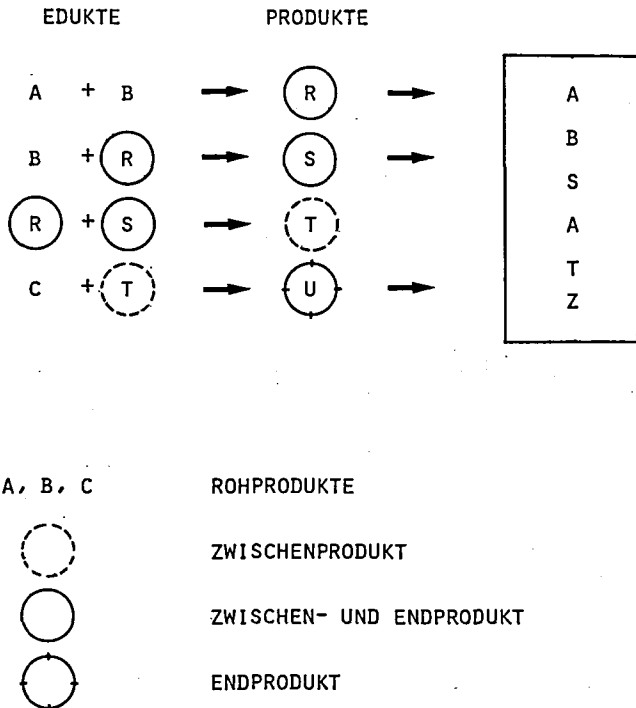 EDUKTE PRODUKTE
A + B R A
B
B + R S
S
R + S T A
T
C + T U
Z
A, B, C ROHPRODUKTE
ZWISCHENPRODUKT
ZWISCHEN- UND ENDPRODUKT
ENDPRODUKT